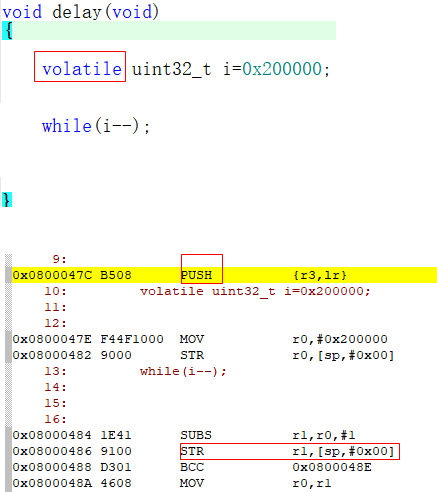 void delay(void)
{
volatile uint32_t i=0x200000;
while(i--);
}
9:
0x0800047C B508 PUSH {r3,lr}
10: volatile uint32_t i=0x200000;
11:
12:
0x0800047E F44F1000 MOV r0,#0x200000
0x08000482 9000 STR r0,[sp,#0x00]
13: while(i--);
14:
15:
16:
0x08000484 1E41 SUBS r1,r0,#1
0x08000486 9100 STR r1,[sp,#0x00]
0x08000488 D301 BCC 0x0800048E
0x0800048A 4608 MOV r0,r1